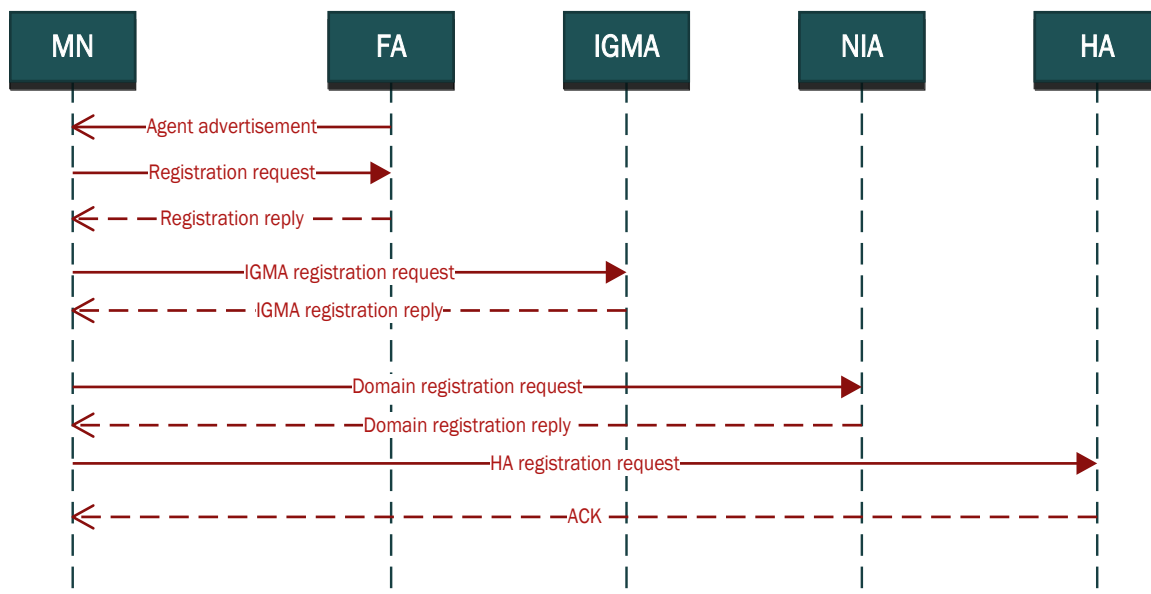 MN
FA
IGMA
NIA
HA
Agent advertisement
Registration request
Registration reply
IGMA registration request
IGMA registration reply
Domain registration request
Domain registration reply
HA registration request
ACK